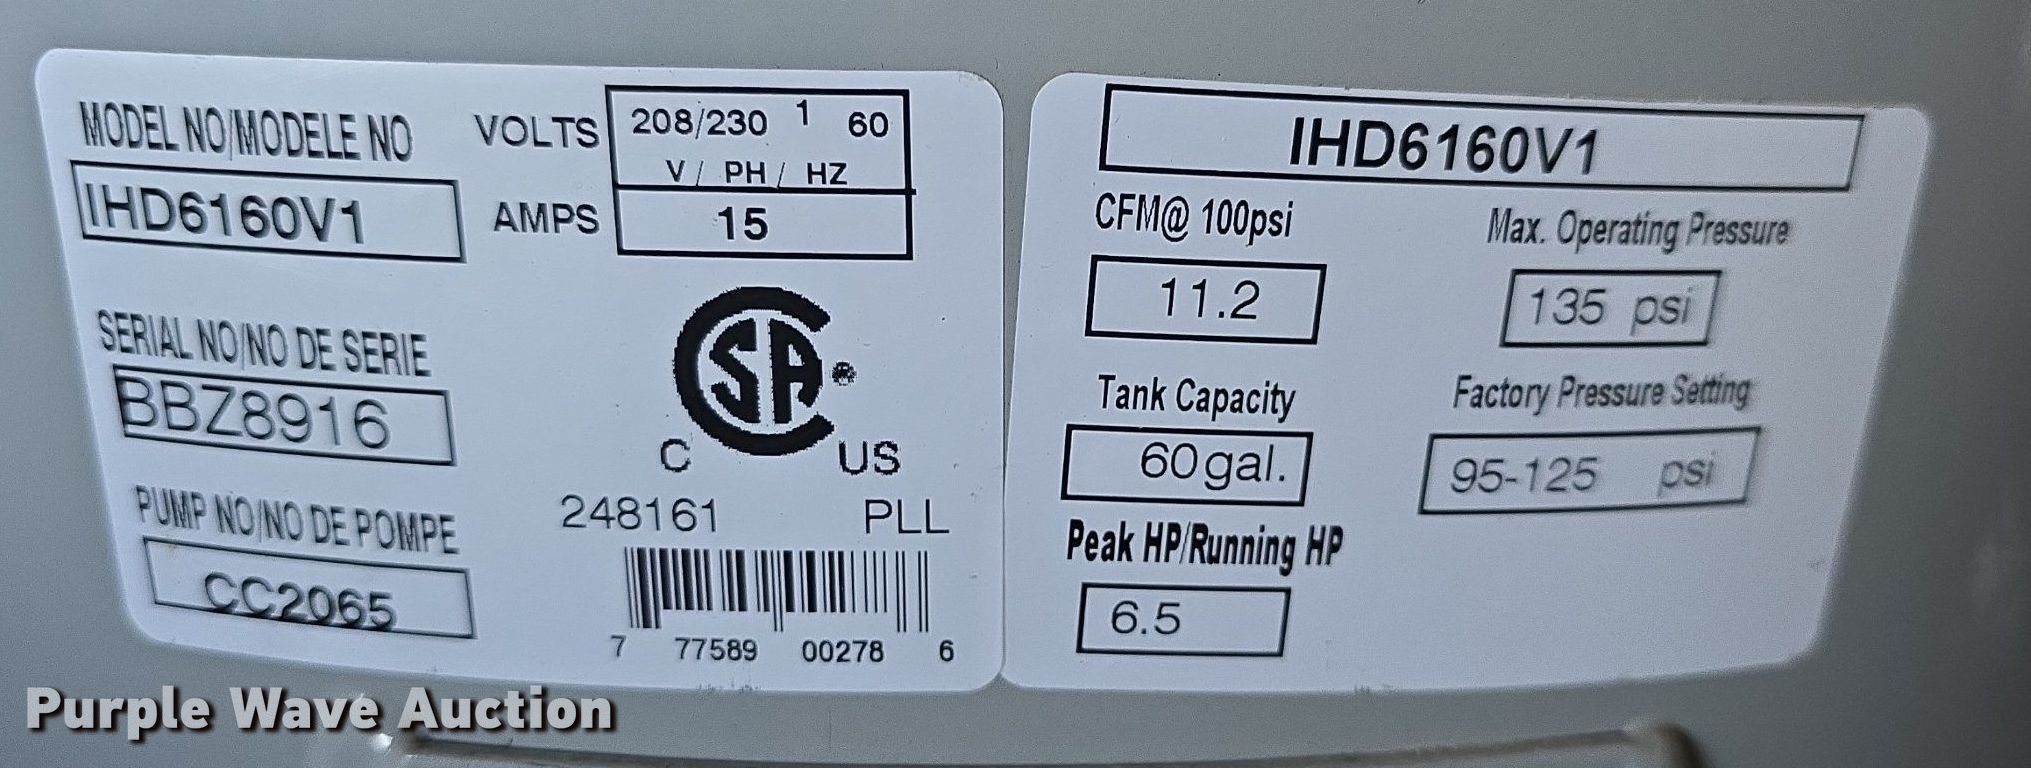 MODEL NO/MODELE NO
IHD6160V1
VOLTS
208/230 1 60
V/ PH/ HZ
AMPS
15
SERIAL NO/NO DE SERIE
BBZ8916
PUMP NO/NO DE POMPE
CC2065
CSA®
C US
248161 PLL
7 77589 00278 6
IHD6160V1
CFM@ 100psi
11.2
Max. Operating Pressure
135 psi
Tank Capacity
60gal.
Factory Pressure Setting
95-125 psi
Peak HP/Running HP
6.5
Purple Wave Auction